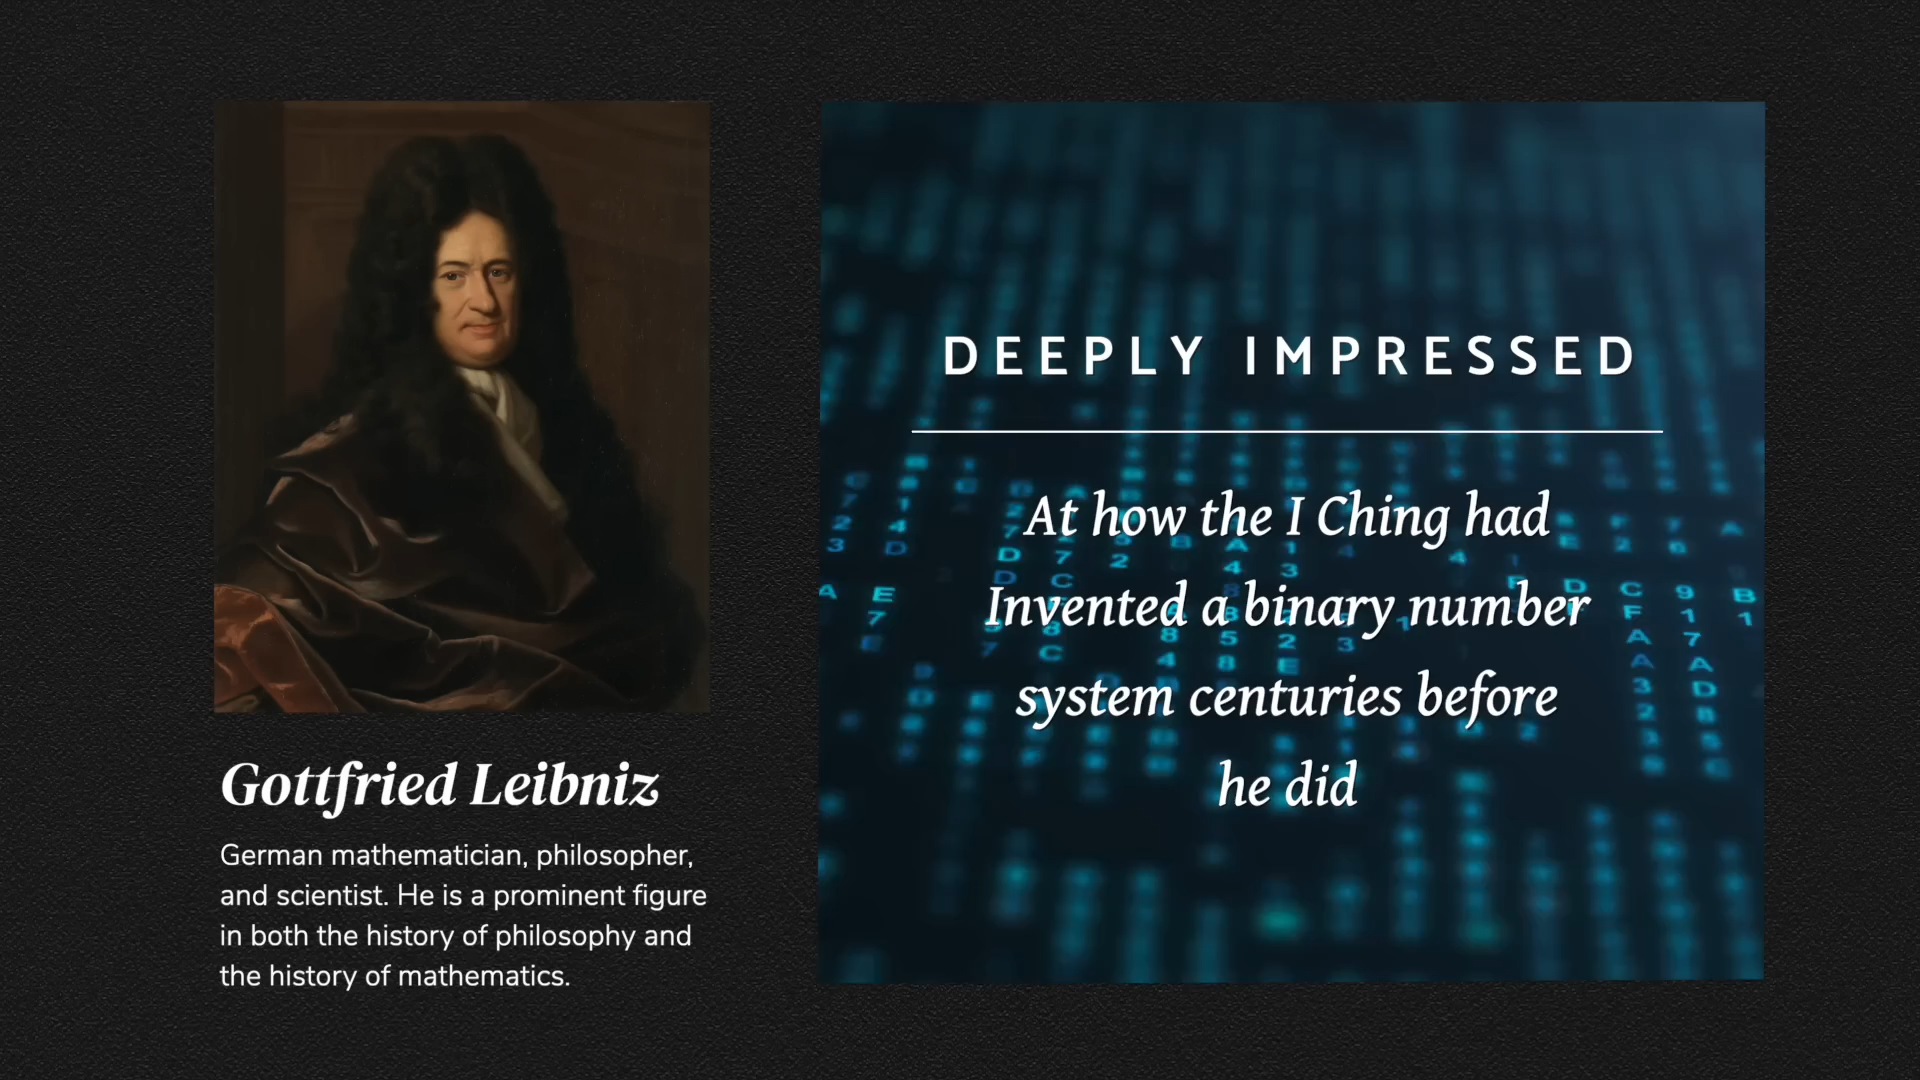 Gottfried Leibniz
German mathematician, philosopher,
and scientist. He is a prominent figure
in both the history of philosophy and
the history of mathematics.
DEEPLY IMPRESSED
At how the I Ching had
Invented a binary number
system centuries before
he did